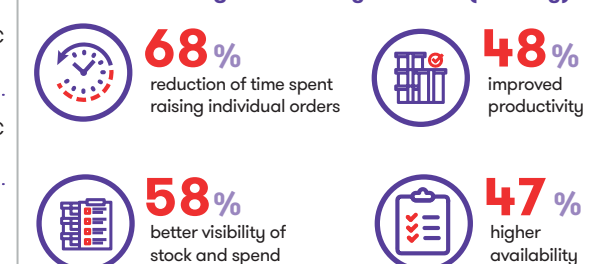 68%
reduction of time spent
raising individual orders
48%
improved
productivity
58%
better visibility of
stock and spend
47%
higher
availability